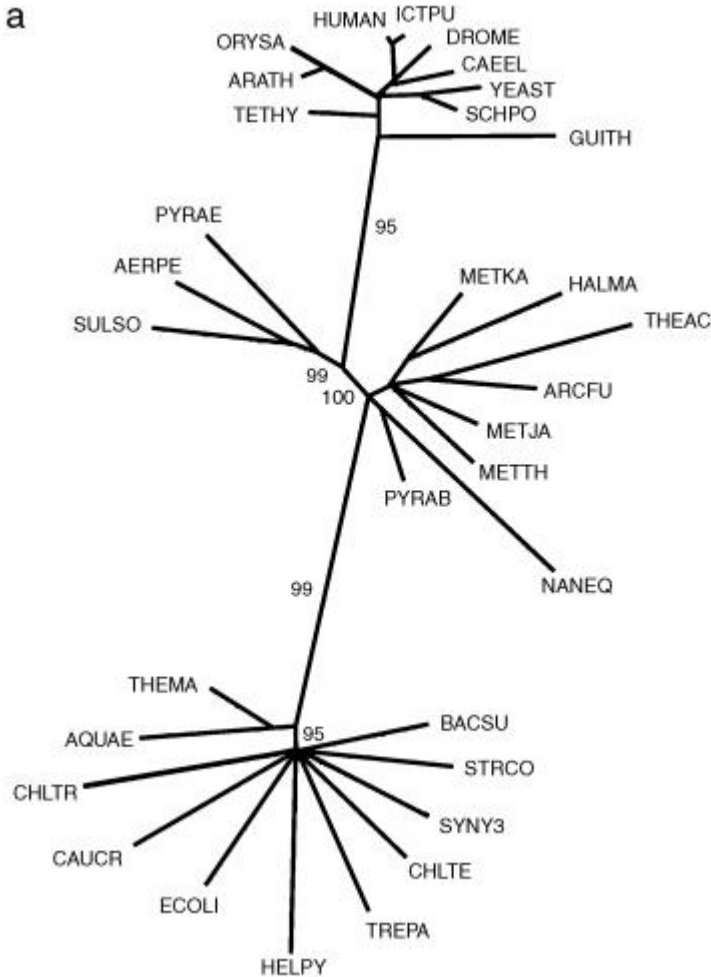 a
HUMAN
ICTPU
ORYSA
DROME
CAEEL
ARATH
YEAST
TETHY
SCHPO
GUITH
PYRAE
95
AERPE
METKA
HALMA
SULSO
THEAC
99
100
ARCFU
METJA
METTH
PYRAB
NANEQ
99
THEMA
BACSU
95
AQUAE
STRCO
CHLTR
SYNY3
CAUCR
CHLTE
ECOLI
TREPA
HELPY